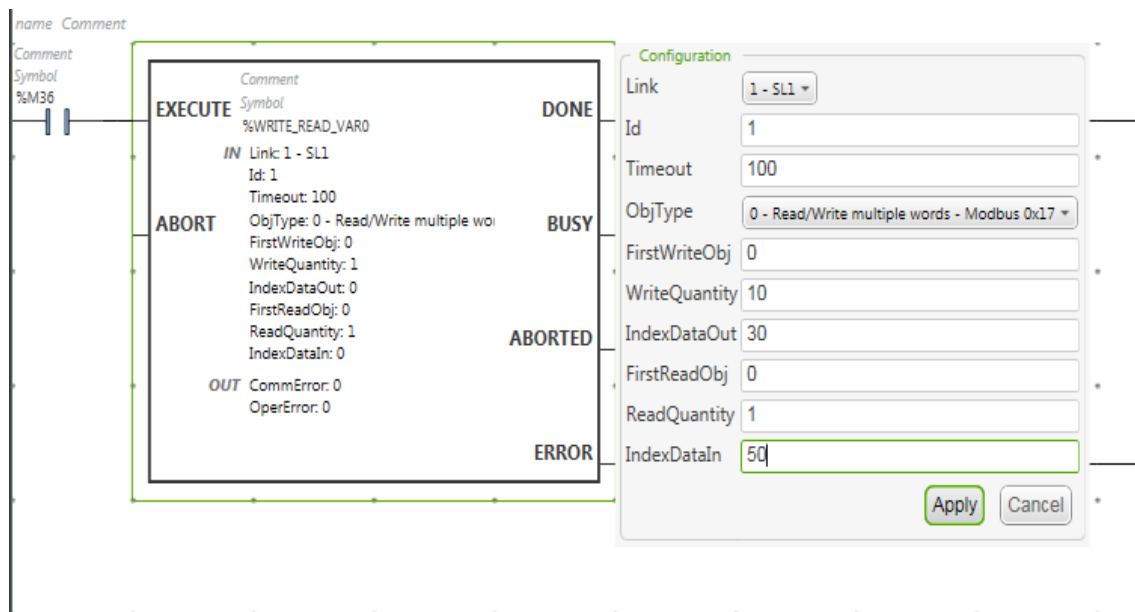 name Comment
Comment
Symbol
%M36
Comment
Symbol
%WRITE_READ_VAR0
EXECUTE
DONE
IN Link: 1 - SL1
Id: 1
Timeout: 100
ABORT
ObjType: 0 - Read/Write multiple wo
BUSY
FirstWriteObj: 0
WriteQuantity: 1
IndexDataOut: 0
FirstReadObj: 0
ReadQuantity: 1
ABORTED
IndexDataIn: 0
OUT CommError: 0
OperError: 0
ERROR
Configuration
Link 1 - SL1
Id 1
Timeout 100
ObjType 0 - Read/Write multiple words - Modbus 0x17
FirstWriteObj 0
WriteQuantity 10
IndexDataOut 30
FirstReadObj 0
ReadQuantity 1
IndexDataIn 50
Apply Cancel